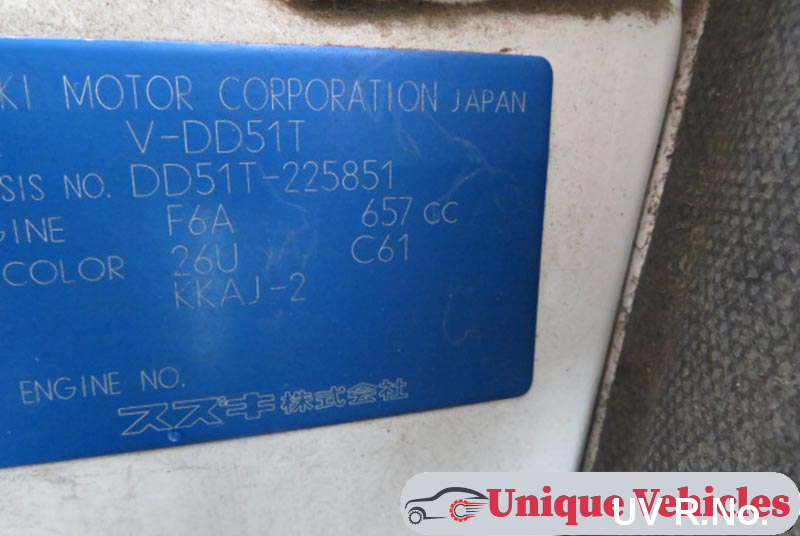 KI MOTOR CORPORATION JAPAN
V-DD51T
SIS NO. DD51T-225851
GINE F6A 657 CC
COLOR 26U C61
KKAJ-2
ENGINE NO.
スズキ株式会社
Unique Vehicles
UV R.No.